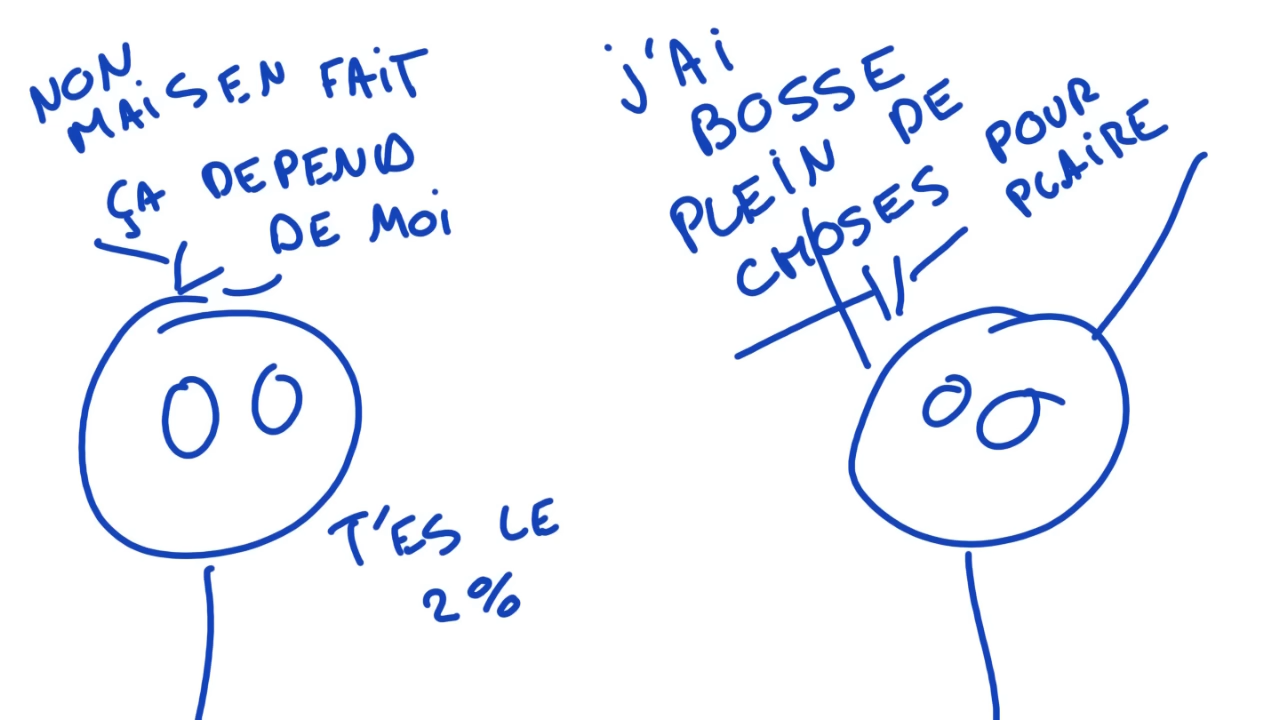 NON
MAIS EN FAIT
ÇA DEPEND
DE MOI
T'ES LE
2%
J'AI
BOSSE
PLEIN DE
CHOSES POUR
PLAIRE